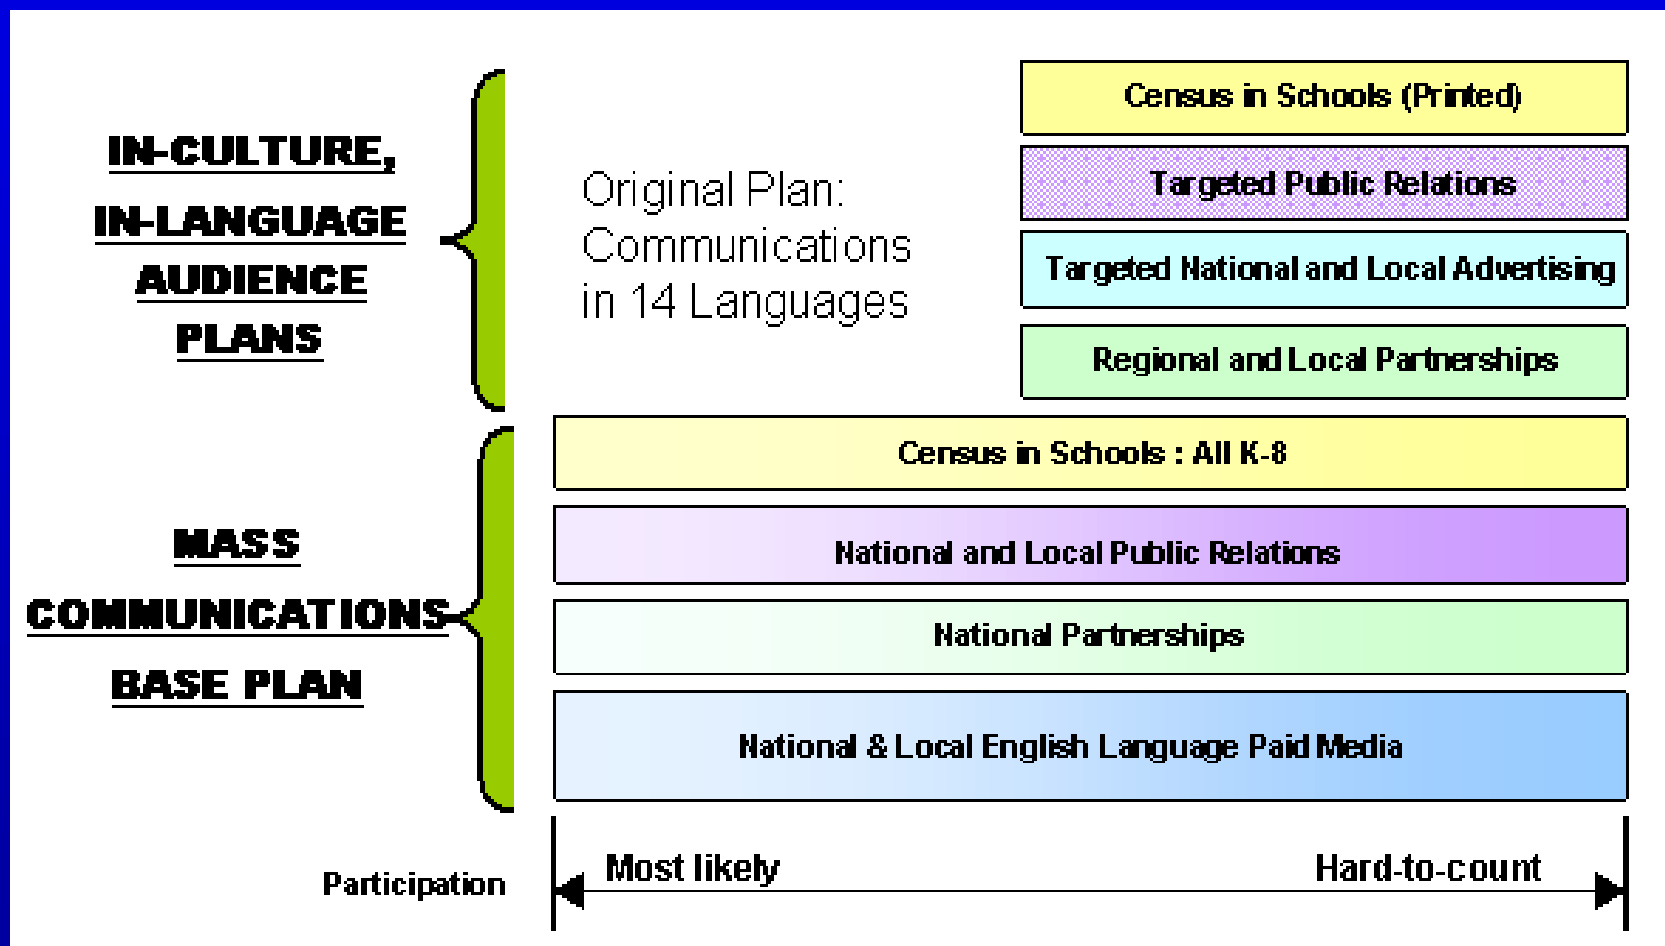 IN-CULTURE,
IN-LANGUAGE
AUDIENCE
PLANS
Original Plan:
Communications
in 14 Languages
Census in Schools (Printed)
Targeted Public Relations
Targeted National and Local Advertising
Regional and Local Partnerships
MASS
COMMUNICATIONS
BASE PLAN
Census in Schools : All K-8
National and Local Public Relations
National Partnerships
National & Local English Language Paid Media
Participation
Most likely
Hard-to-count